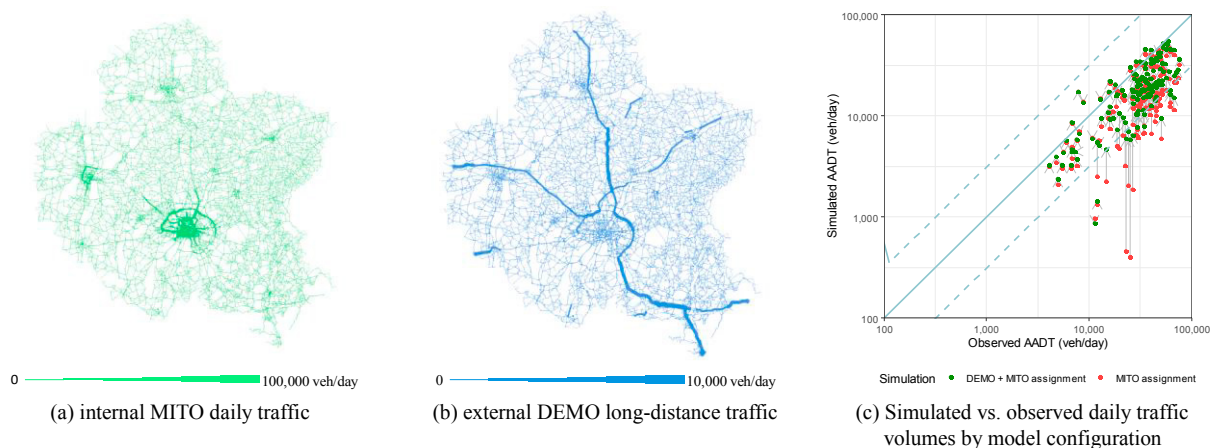 0
100,000 veh/day
(a) internal MITO daily traffic
0
10,000 veh/day
(b) external DEMO long-distance traffic
100,000
10,000
1,000
100
Simulated AADT (veh/day)
100
1,000
10,000
100,000
Observed AADT (veh/day)
Simulation
DEMO + MITO assignment
MITO assignment
(c) Simulated vs. observed daily traffic
volumes by model configuration